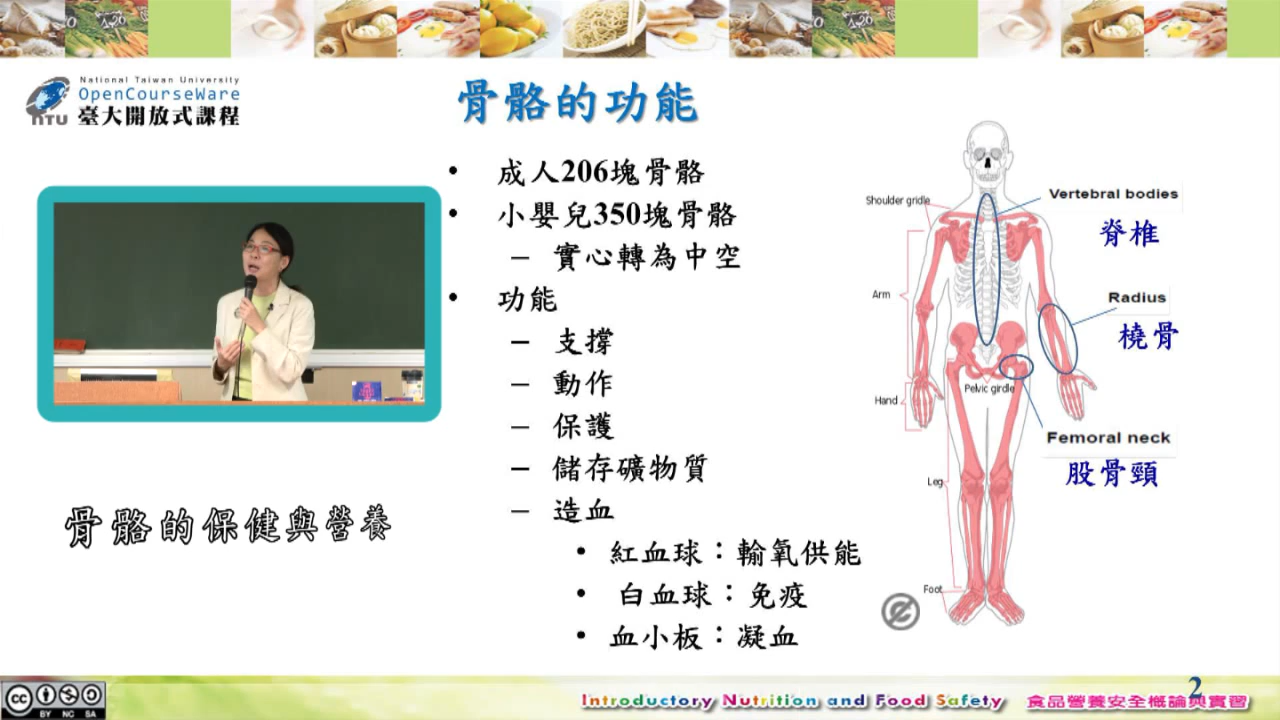 National Taiwan University
OpenCourseWare
NTU 臺大開放式課程
骨骼的功能
• 成人206塊骨骼
• 小嬰兒350塊骨骼
– 實心轉為中空
• 功能
– 支撐
– 動作
– 保護
– 儲存礦物質
– 造血
• 紅血球：輸氧供能
• 白血球：免疫
• 血小板：凝血
骨骼的保健與營養
Shoulder gridle
Vertebral bodies
脊椎
Arm
Radius
橈骨
Pelvic girdle
Hand
Femoral neck
股骨頸
Leg
Foot
2
cc BY NC SA
Introductory Nutrition and Food Safety 食品營養安全概論與實習